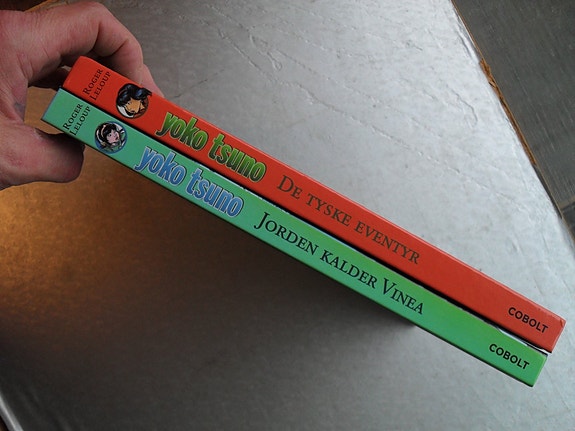 ROGER
LELOUP
yoko tsuno
DE TYSKE EVENTYR
COBOLT
ROGER
LELOUP
yoko tsuno
JORDEN KALDER VINEA
COBOLT